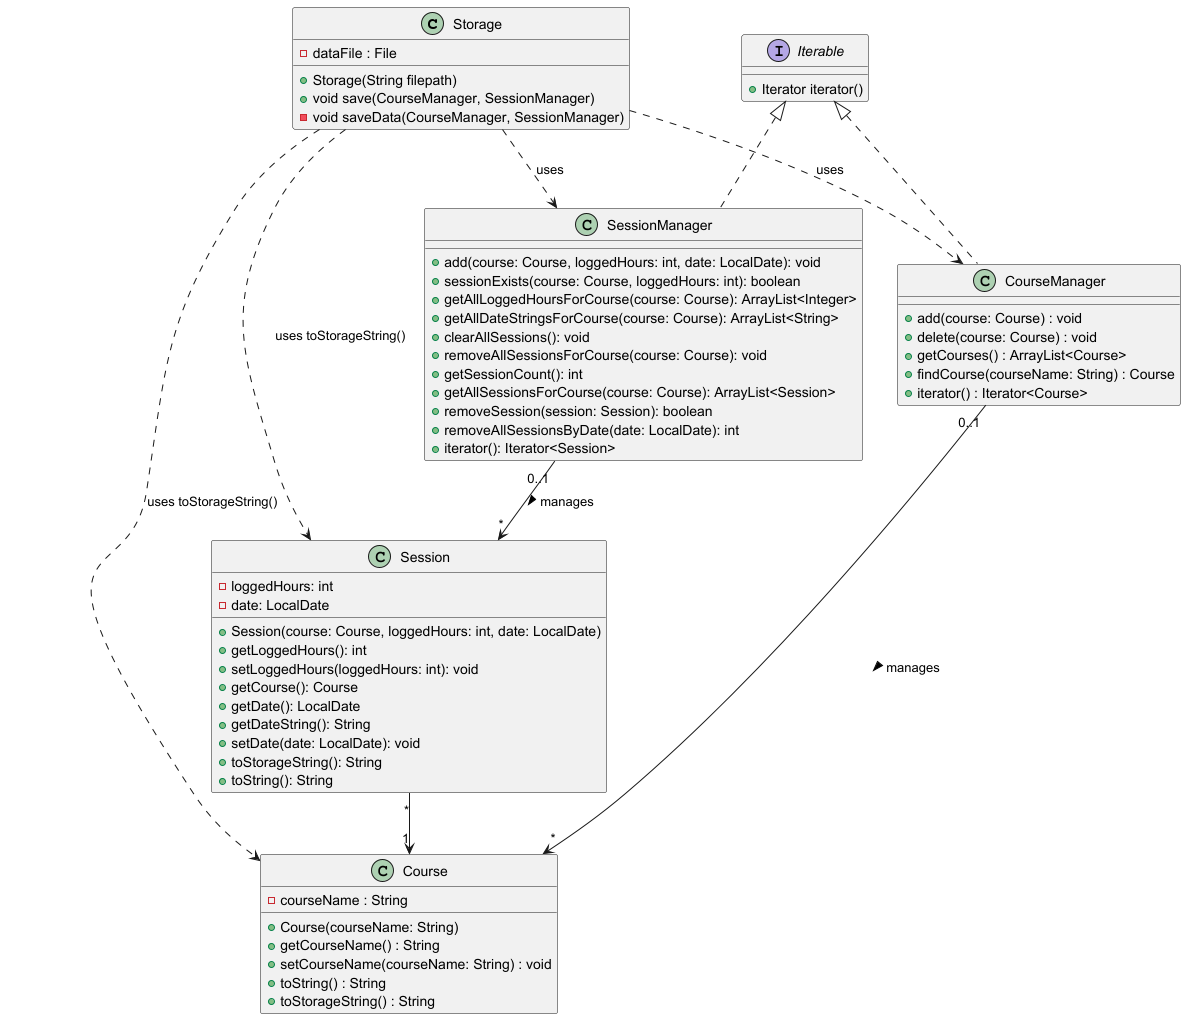 C Storage
dataFile : File
Storage(String filepath)
void save(CourseManager, SessionManager)
void saveData(CourseManager, SessionManager)
I Iterable
Iterator iterator()
uses
uses
C SessionManager
add(course: Course, loggedHours: int, date: LocalDate): void
sessionExists(course: Course, loggedHours: int): boolean
getAllLoggedHoursForCourse(course: Course): ArrayList<Integer>
getAllDateStringsForCourse(course: Course): ArrayList<String>
clearAllSessions(): void
removeAllSessionsForCourse(course: Course): void
getSessionCount(): int
getAllSessionsForCourse(course: Course): ArrayList<Session>
removeSession(session: Session): boolean
removeAllSessionsByDate(date: LocalDate): int
iterator(): Iterator<Session>
C CourseManager
add(course: Course) : void
delete(course: Course) : void
getCourses() : ArrayList<Course>
findCourse(courseName: String) : Course
iterator() : Iterator<Course>
uses toStorageString()
0..1
0..1
uses toStorageString()
manages
*
C Session
loggedHours: int
date: LocalDate
Session(course: Course, loggedHours: int, date: LocalDate)
getLoggedHours(): int
setLoggedHours(loggedHours: int): void
getCourse(): Course
getDate(): LocalDate
getDateString(): String
setDate(date: LocalDate): void
toStorageString(): String
toString(): String
manages
*
1
*
C Course
courseName : String
Course(courseName: String)
getCourseName() : String
setCourseName(courseName: String) : void
toString() : String
toStorageString() : String